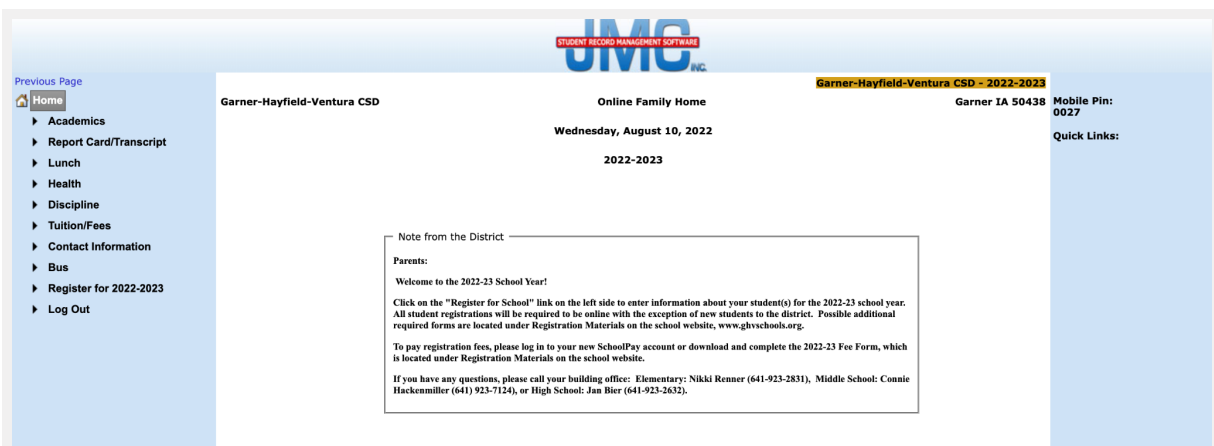 STUDENT RECORD MANAGEMENT SOFTWARE
JMC INC.
Previous Page
Garner-Hayfield-Ventura CSD - 2022-2023
Home
Garner-Hayfield-Ventura CSD
Online Family Home
Garner IA 50438
Mobile Pin:
0027
Academics
Wednesday, August 10, 2022
Quick Links:
Report Card/Transcript
Lunch
2022-2023
Health
Discipline
Tuition/Fees
Contact Information
Bus
Register for 2022-2023
Log Out
Note from the District
Parents:
Welcome to the 2022-23 School Year!
Click on the "Register for School" link on the left side to enter information about your student(s) for the 2022-23 school year.
All student registrations will be required to be online with the exception of new students to the district. Possible additional
required forms are located under Registration Materials on the school website, www.ghvschools.org.
To pay registration fees, please log in to your new SchoolPay account or download and complete the 2022-23 Fee Form, which
is located under Registration Materials on the school website.
If you have any questions, please call your building office: Elementary: Nikki Renner (641-923-2831), Middle School: Connie
Hackenmiller (641) 923-7124), or High School: Jan Bier (641-923-2632).